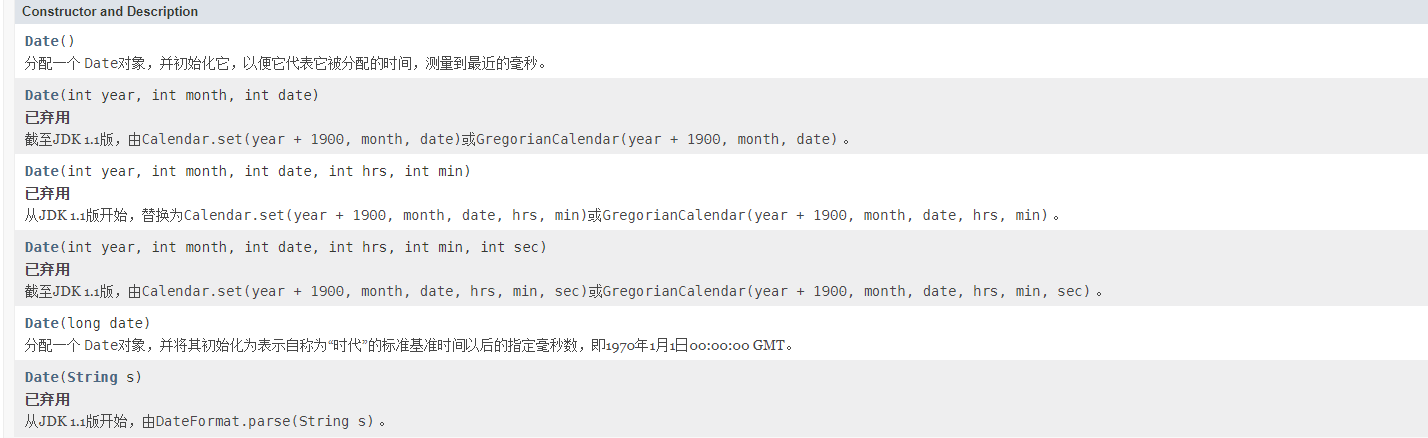 Constructor and Description
Date()
分配一个 Date对象，并初始化它，以便它代表它被分配的时间，测量到最近的毫秒。
Date(int year, int month, int date)
已弃用
截至JDK 1.1版，由Calendar.set(year + 1900, month, date)或GregorianCalendar(year + 1900, month, date) 。
Date(int year, int month, int date, int hrs, int min)
已弃用
从JDK 1.1版开始，替换为Calendar.set(year + 1900, month, date, hrs, min)或GregorianCalendar(year + 1900, month, date, hrs, min) 。
Date(int year, int month, int date, int hrs, int min, int sec)
已弃用
截至JDK 1.1版，由Calendar.set(year + 1900, month, date, hrs, min, sec)或GregorianCalendar(year + 1900, month, date, hrs, min, sec) 。
Date(long date)
分配一个 Date对象，并将其初始化为表示自称为“时代”的标准基准时间以后的指定毫秒数，即1970年1月1日00:00:00 GMT。
Date(String s)
已弃用
从JDK 1.1版开始，由DateFormat.parse(String s) 。